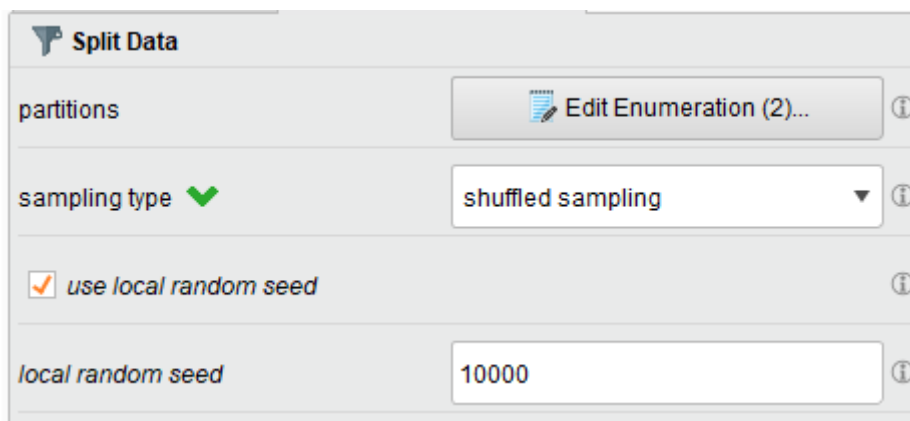 Split Data
partitions Edit Enumeration (2)...
sampling type shuffled sampling
use local random seed
local random seed 10000